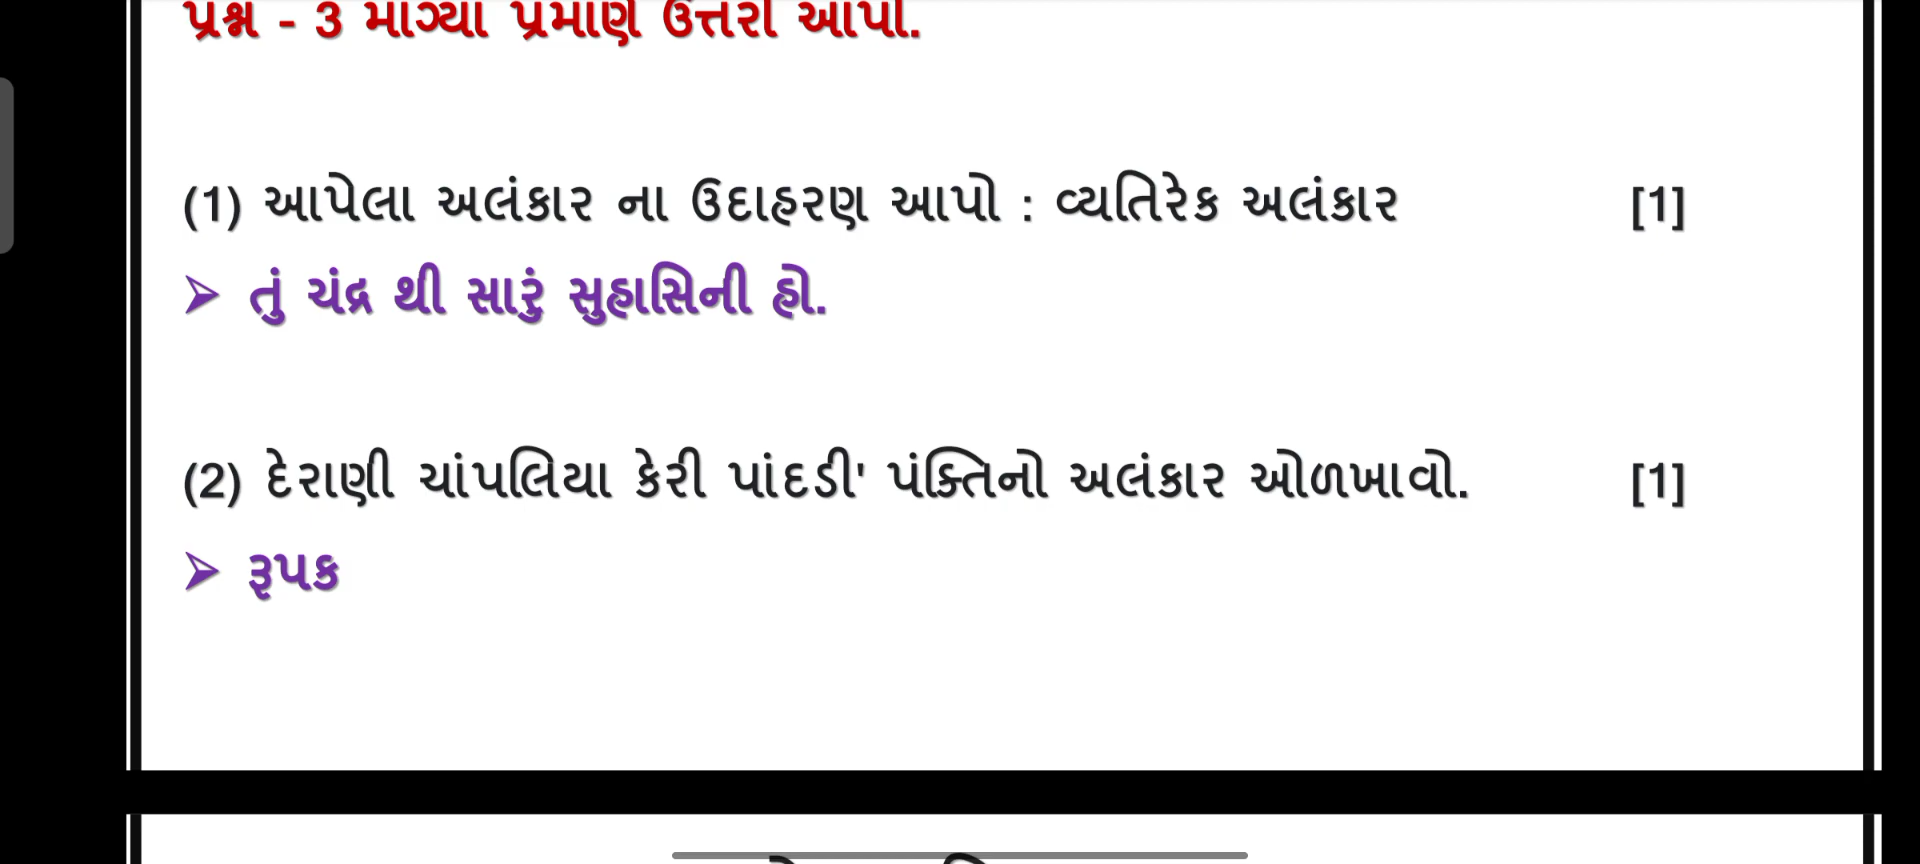 પ્રશ્ન - 3 માગ્યા પ્રમાણે ઉત્તરો આપો.
(1) આપેલા અલંકાર ના ઉદાહરણ આપો : વ્યતિરેક અલંકાર [1]
➢ તું ચંદ્ર થી સારું સુહાસિની હો.
(2) દેરાણી ચાંપલિયા કેરી પાંદડી' પંક્તિનો અલંકાર ઓળખાવો. [1]
➢ રૂપક